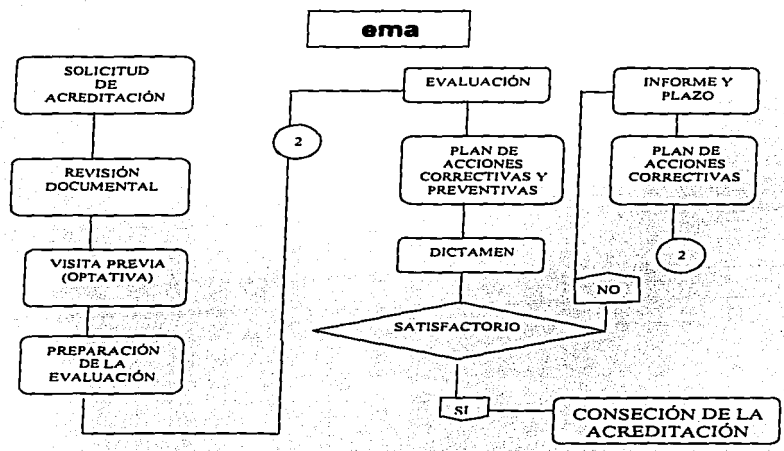 ema
SOLICITUD
DE
ACREDITACIÓN
REVISIÓN
DOCUMENTAL
VISITA PREVIA
(OPTATIVA)
PREPARACIÓN
DE LA
EVALUACIÓN
2
EVALUACIÓN
PLAN DE
ACCIONES
CORRECTIVAS Y
PREVENTIVAS
DICTAMEN
SATISFACTORIO
SI
CONSECIÓN DE LA
ACREDITACIÓN
NO
INFORME Y
PLAZO
PLAN DE
ACCIONES
CORRECTIVAS
2